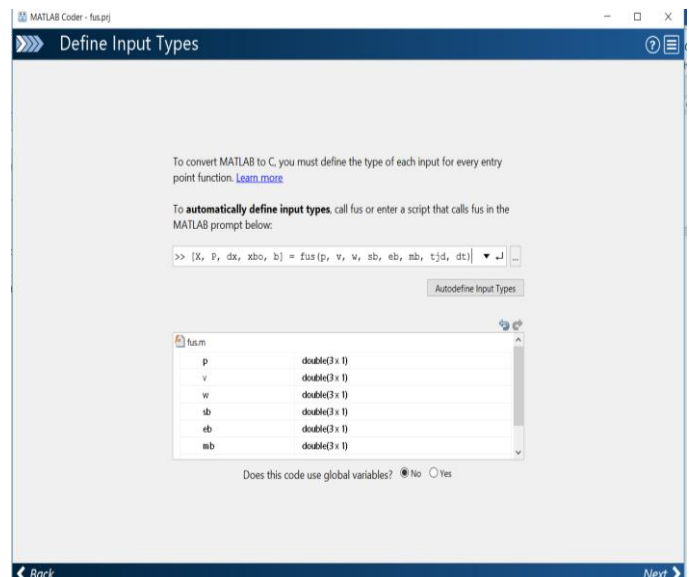 MATLAB Coder - fus.prj
Define Input Types
To convert MATLAB to C, you must define the type of each input for every entry
point function. Learn more
To automatically define input types, call fus or enter a script that calls fus in the
MATLAB prompt below:
>> [X, P, dx, xbo, b] = fus(p, v, w, sb, eb, mb, tjd, dt)
...
Autodefine Input Types
fus.m
p double(3 x 1)
v double(3 x 1)
w double(3 x 1)
sb double(3 x 1)
eb double(3 x 1)
mb double(3 x 1)
Does this code use global variables? No Yes
Back Next